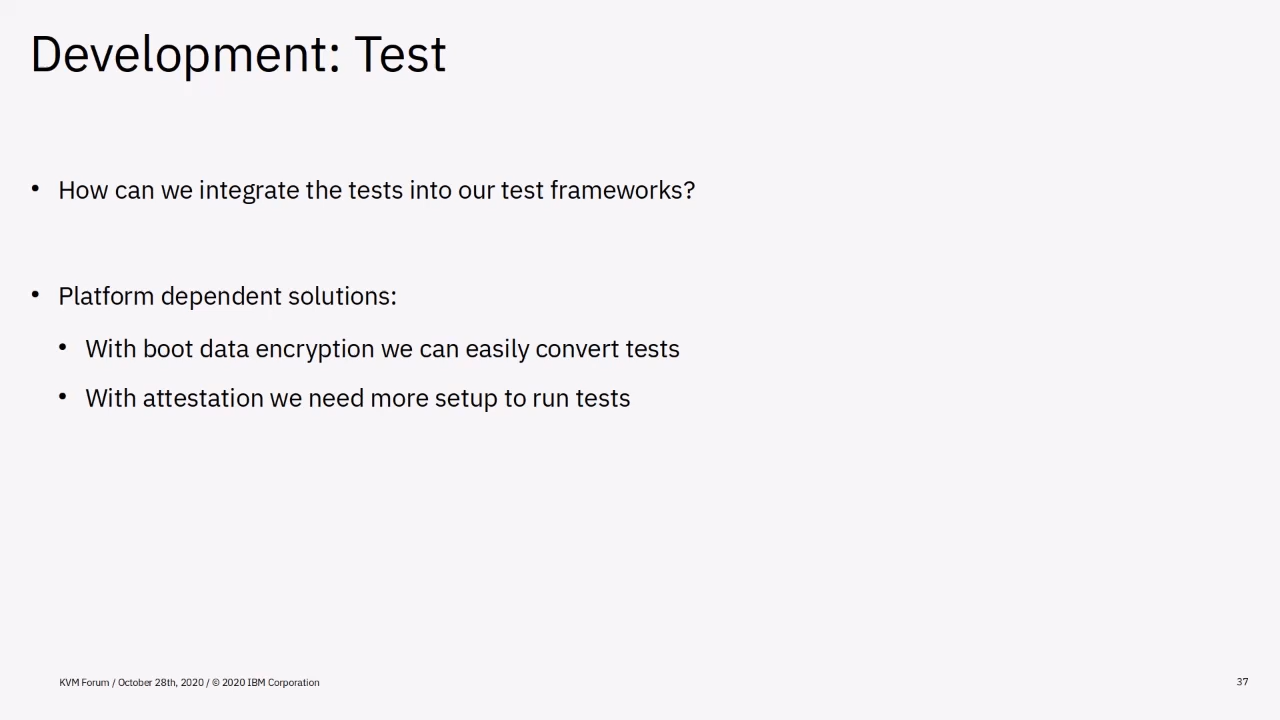 Development: Test
• How can we integrate the tests into our test frameworks?
• Platform dependent solutions:
• With boot data encryption we can easily convert tests
• With attestation we need more setup to run tests
KVM Forum / October 28th, 2020 / © 2020 IBM Corporation
37